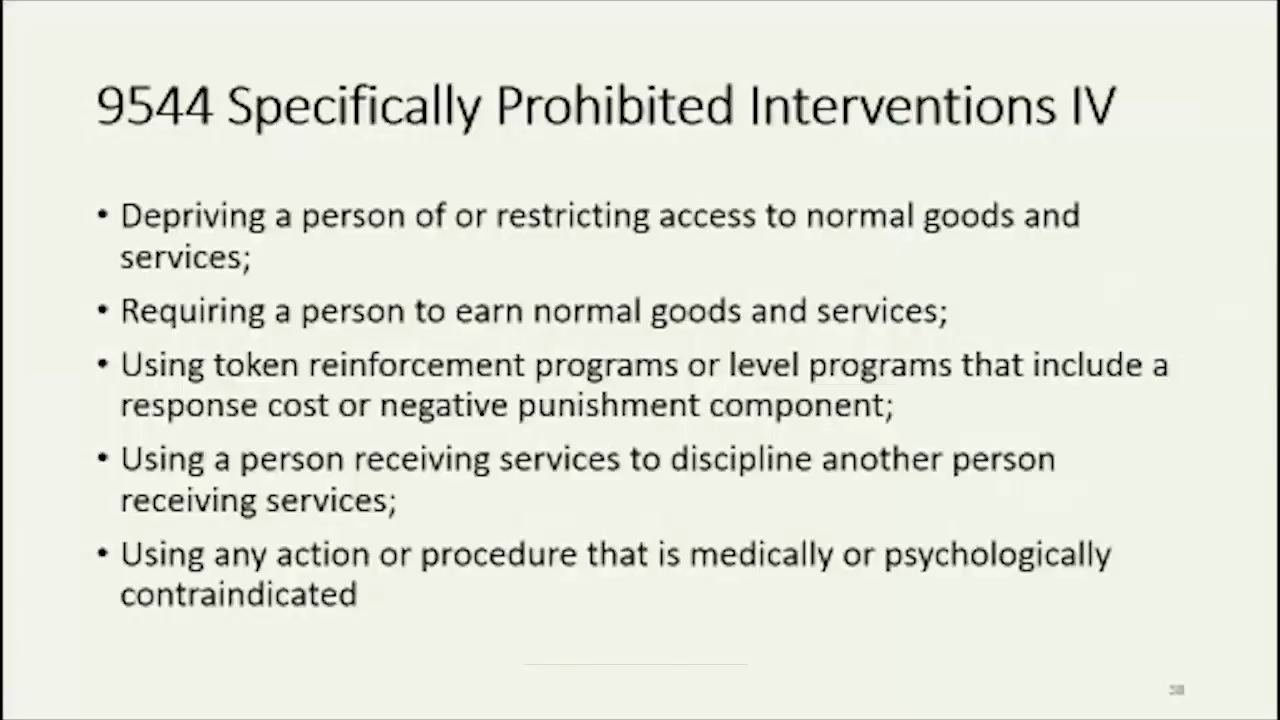 9544 Specifically Prohibited Interventions IV
• Depriving a person of or restricting access to normal goods and
services;
• Requiring a person to earn normal goods and services;
• Using token reinforcement programs or level programs that include a
response cost or negative punishment component;
• Using a person receiving services to discipline another person
receiving services;
• Using any action or procedure that is medically or psychologically
contraindicated